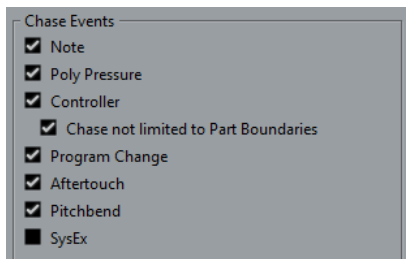 Chase Events
Note
Poly Pressure
Controller
Chase not limited to Part Boundaries
Program Change
Aftertouch
Pitchbend
SysEx